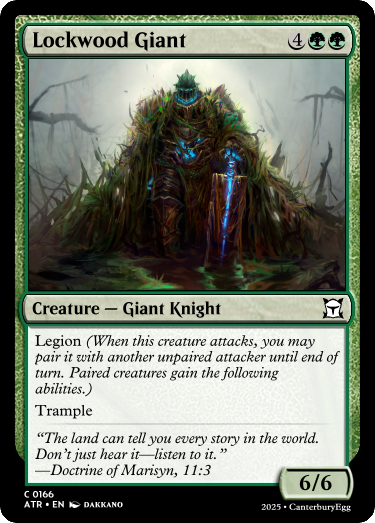 Lockwood Giant 4
Creature — Giant Knight
Legion (When this creature attacks, you may
pair it with another unpaired attacker until end of
turn. Paired creatures gain the following
abilities.)
Trample
“The land can tell you every story in the world.
Don't just hear it—listen to it.”
—Doctrine of Marisyn, 11:3
6/6
C 0166
ATR • EN DAKKANO
2025 • CanterburyEgg